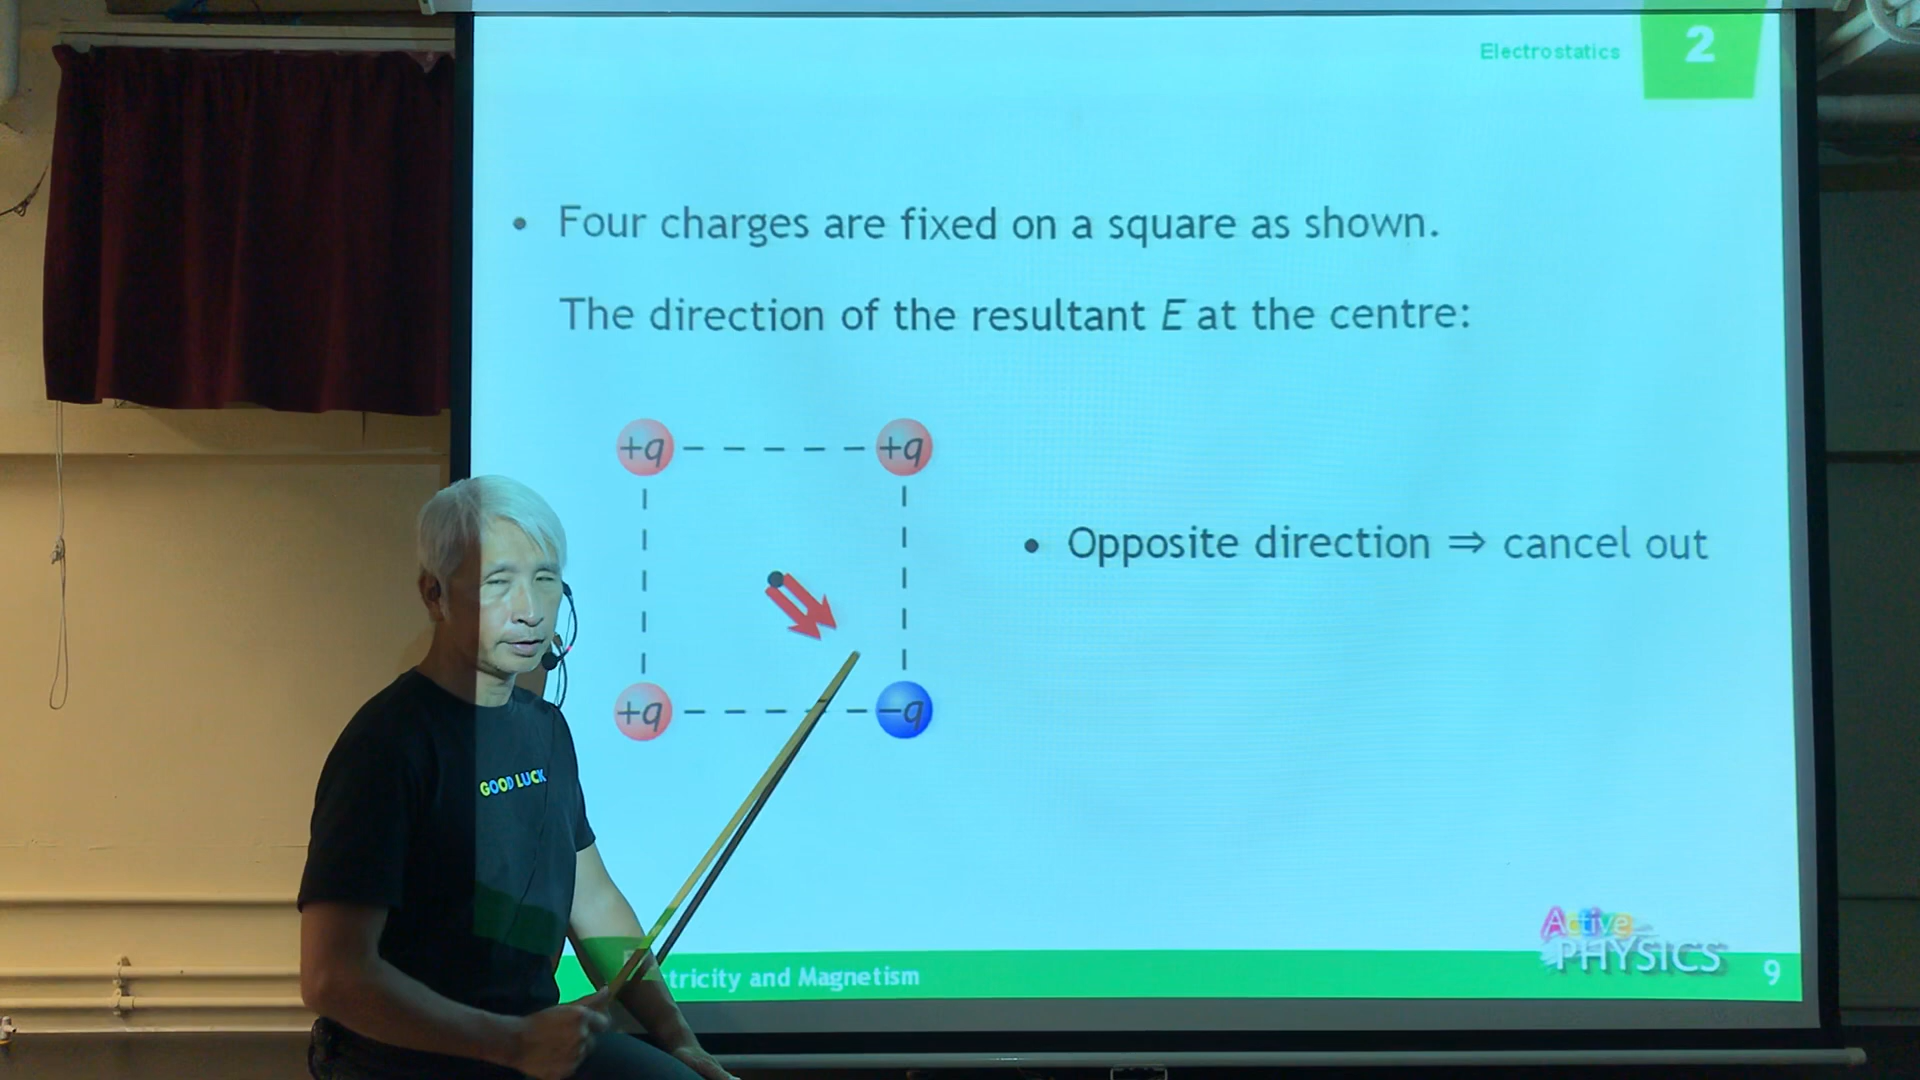 Electrostatics
2
• Four charges are fixed on a square as shown.
The direction of the resultant E at the centre:
+q +q
• Opposite direction ⇒ cancel out
+q −q
GOOD LUCK
and Magnetism
Active
PHYSICS
9